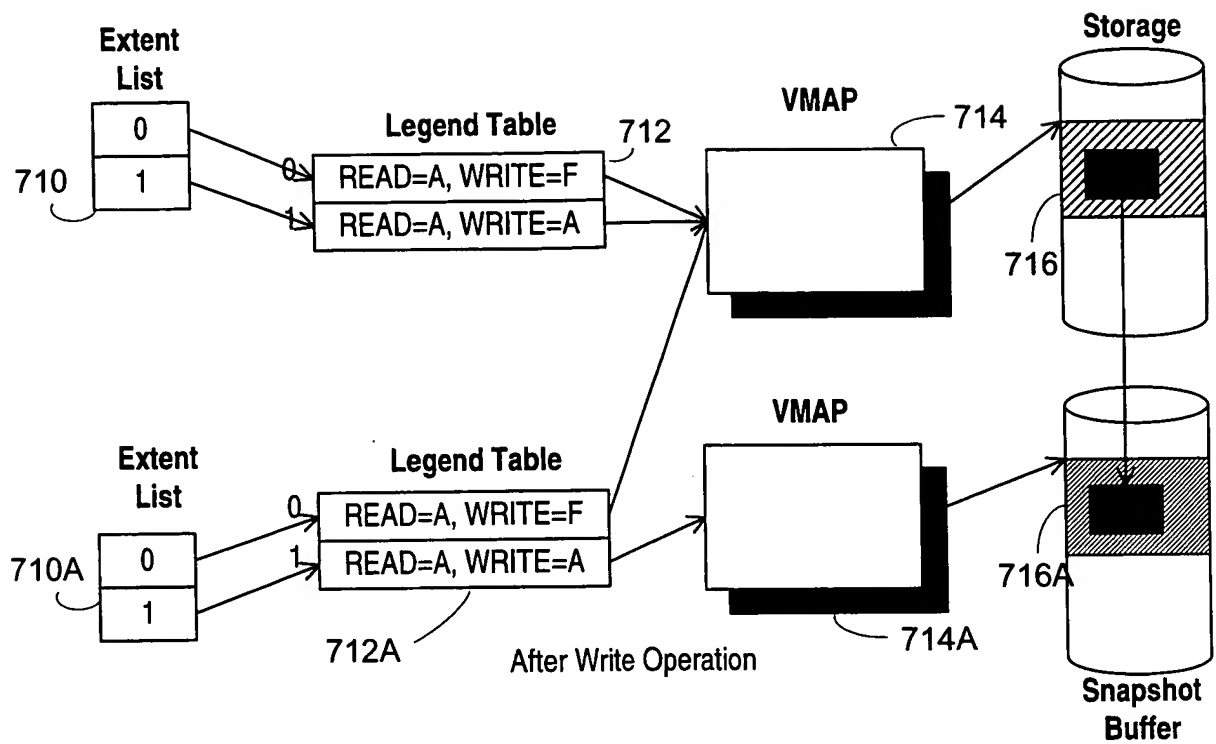 Storage
Extent
List
VMAP
714
Legend Table
712
0
0
READ=A, WRITE=F
710
1
1
READ=A, WRITE=A
716
VMAP
Extent
List
Legend Table
0
READ=A, WRITE=F
0
1
READ=A, WRITE=A
710A
1
716A
712A
714A
After Write Operation
Snapshot
Buffer